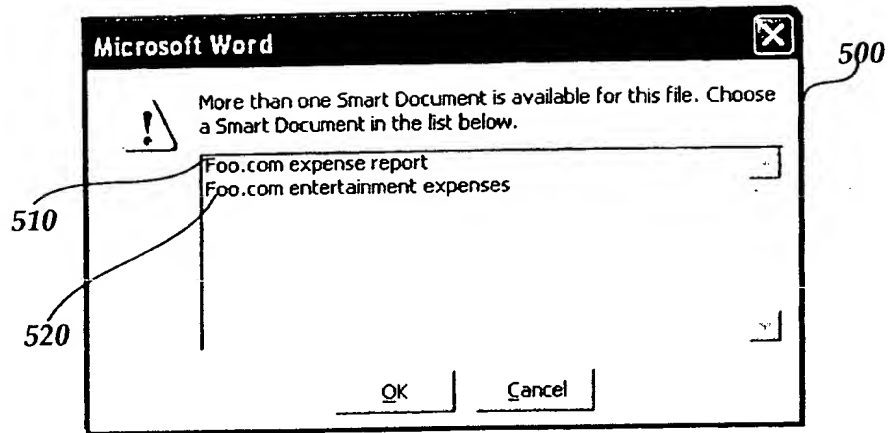 Microsoft Word
500
More than one Smart Document is available for this file. Choose
a Smart Document in the list below.
Foo.com expense report
Foo.com entertainment expenses
510
520
OK
Cancel